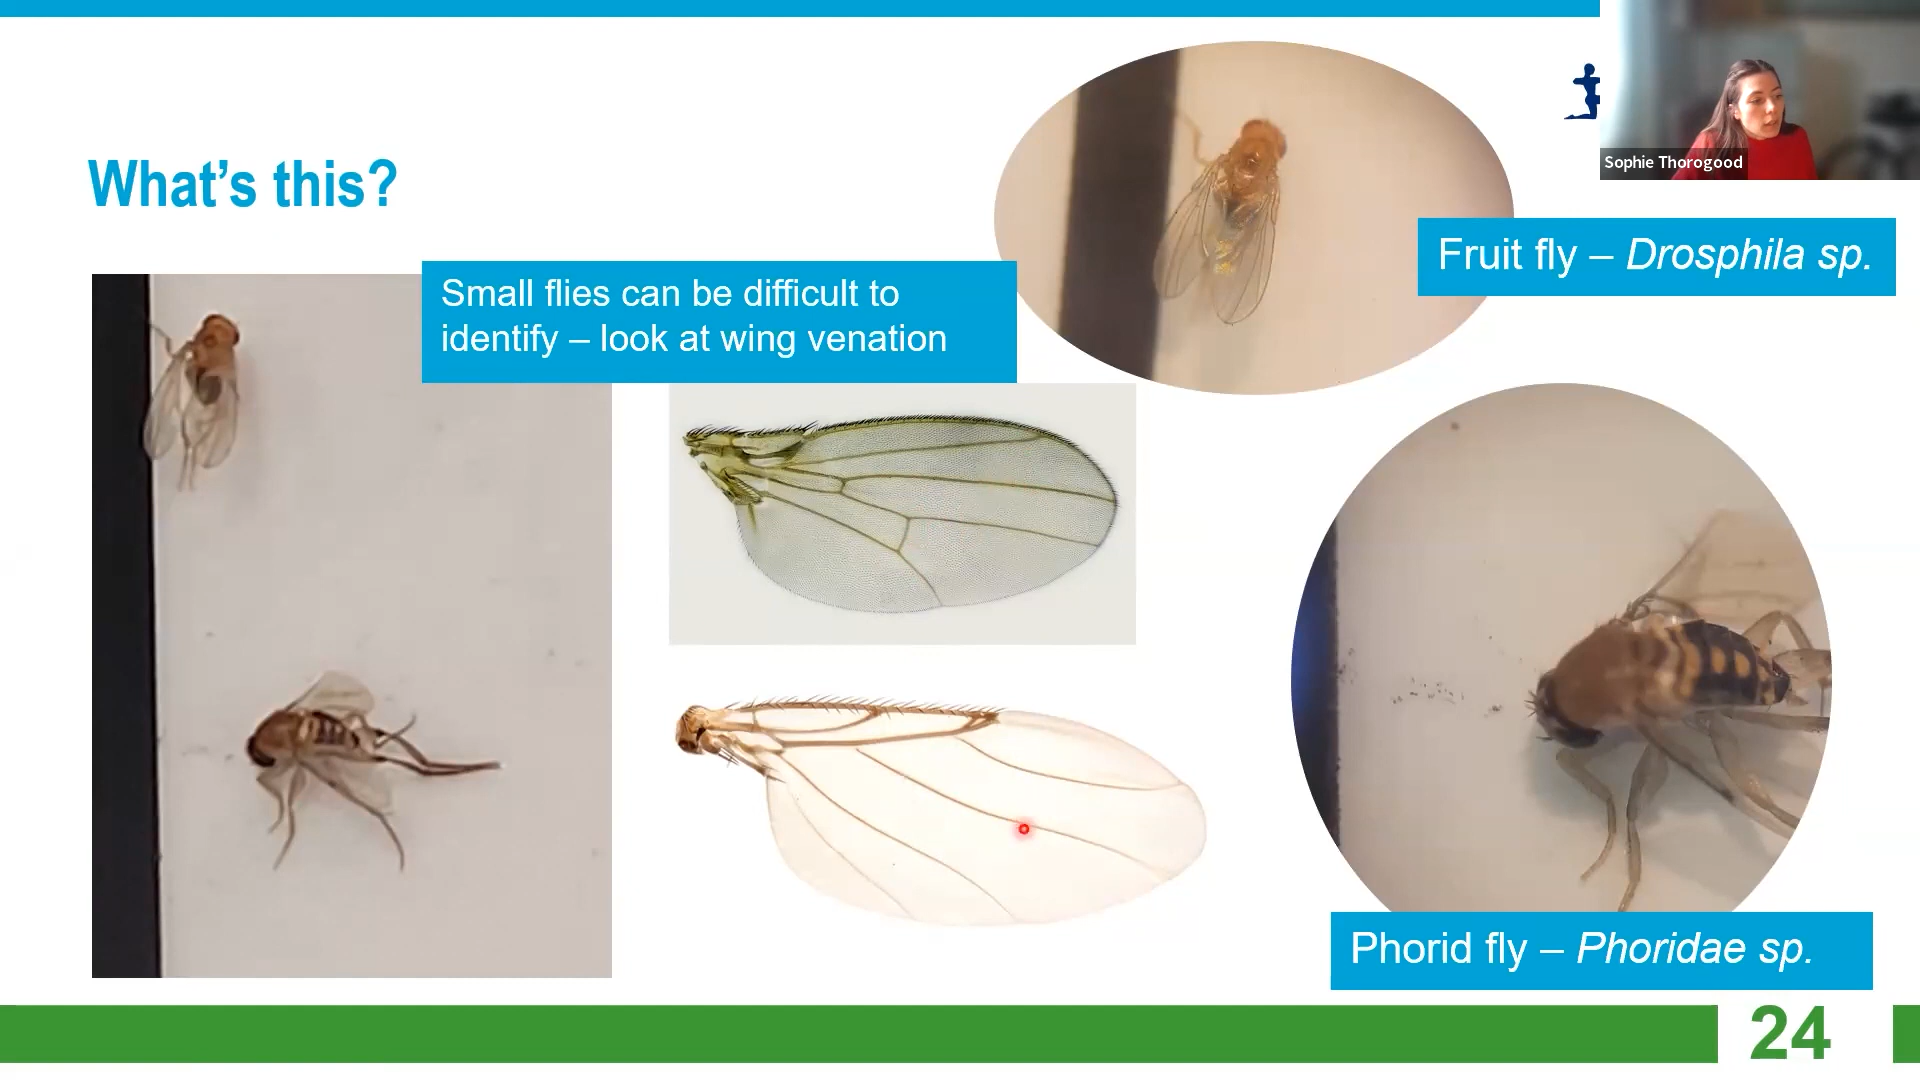 Sophie Thorogood
What's this?
Fruit fly – Drosphila sp.
Small flies can be difficult to
identify – look at wing venation
Phorid fly – Phoridae sp.
24